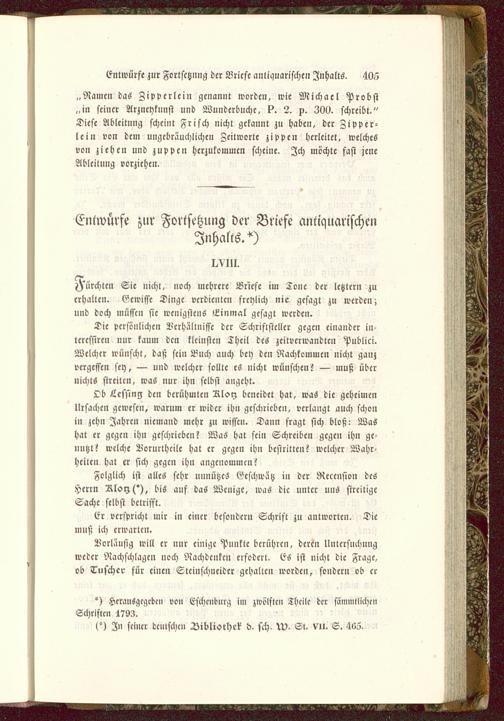 Entwürfe zur Fortsetzung der Briefe antiquarischen Inhalts. 405
„Namen das Zipperlein genannt worden, wie Michael Probst
„in seiner Arzneykunst und Wunderbuche, P. 2. p. 300. schreibt.“
Diese Ableitung scheint Frisch nicht gekannt zu haben, der Zipper-
lein von dem ungebräuchlichen Zeitworte zippen herleitet, welches
von ziehen und zuppen herzukommen scheine. Ich möchte fast jene
Ableitung vorziehen.
Entwürfe zur Fortsetzung der Briefe antiquarischen
Inhalts. *)
LVIII.
Fürchten Sie nicht, noch mehrere Briefe im Tone der letztern zu
erhalten. Gewisse Dinge verdienten freylich nie gesagt zu werden;
und doch müssen sie wenigstens Einmal gesagt werden.
Die persönlichen Verhältnisse der Schriftsteller gegen einander in-
teressiren nur kaum den kleinsten Theil des zeitverwandten Publici.
Welcher wünscht, daß sein Buch auch bey den Nachkommen nicht ganz
vergessen sey, — und welcher sollte es nicht wünschen? — muß über
nichts streiten, was nur ihn selbst angeht.
Ob Lessing den berühmten Klotz beneidet hat, was die geheimen
Ursachen gewesen, warum er wider ihn geschrieben, verlangt auch schon
in zehn Jahren niemand mehr zu wissen. Dann fragt sich bloß: Was
hat er gegen ihn geschrieben? Was hat sein Schreiben gegen ihn ge-
nutzt? welche Vorurtheile hat er gegen ihn bestritten? welcher Wahr-
heiten hat er sich gegen ihn angenommen?
Folglich ist alles sehr unnützes Geschwätz in der Recension des
Herrn Klotz (*), bis auf das Wenige, was die unter uns streitige
Sache selbst betrifft.
Er verspricht mir in einer besondern Schrift zu antworten. Die
muß ich erwarten.
Vorläufig will er nur einige Punkte berühren, deren Untersuchung
weder Nachschlagen noch Nachdenken erfodert. Es ist nicht die Frage,
ob Tuscher für einen Steinschneider gehalten worden, sondern ob er
*) Herausgegeben von Eschenburg im zwölften Theile der sämmtlichen
Schriften 1793.
(*) In seiner deutschen Bibliothek d. sch. W. St. VII. S. 465.